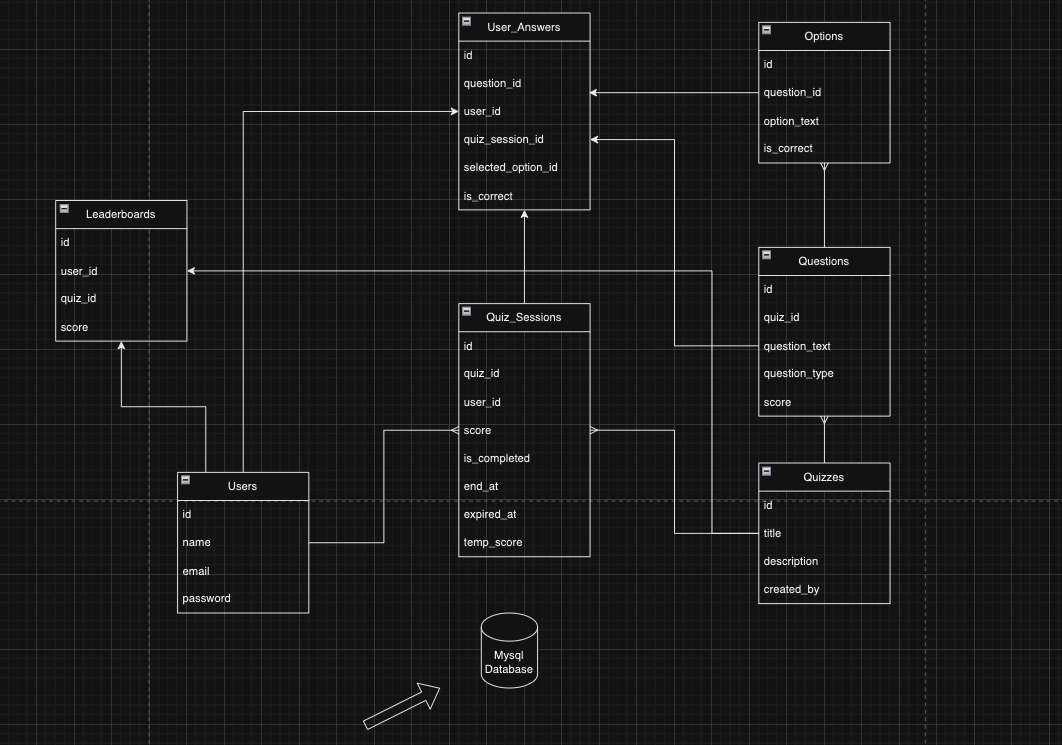 User_Answers
id
question_id
user_id
quiz_session_id
selected_option_id
is_correct
Options
id
question_id
option_text
is_correct
Leaderboards
id
user_id
quiz_id
score
Quiz_Sessions
id
quiz_id
user_id
score
is_completed
end_at
expired_at
temp_score
Questions
id
quiz_id
question_text
question_type
score
Users
id
name
email
password
Quizzes
id
title
description
created_by
Mysql
Database